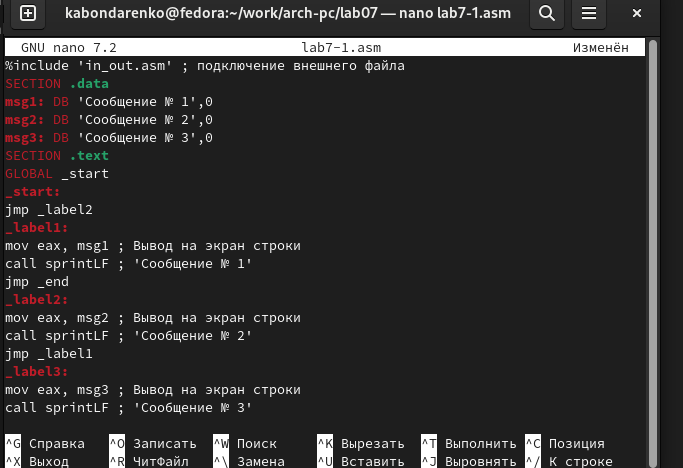 kabondarenko@fedora:~/work/arch-pc/lab07 — nano lab7-1.asm
GNU nano 7.2 lab7-1.asm Изменён
%include 'in_out.asm' ; подключение внешнего файла
SECTION .data
msg1: DB 'Сообщение № 1',0
msg2: DB 'Сообщение № 2',0
msg3: DB 'Сообщение № 3',0
SECTION .text
GLOBAL _start
_start:
jmp _label2
_label1:
mov eax, msg1 ; Вывод на экран строки
call sprintLF ; 'Сообщение № 1'
jmp _end
_label2:
mov eax, msg2 ; Вывод на экран строки
call sprintLF ; 'Сообщение № 2'
jmp _label1
_label3:
mov eax, msg3 ; Вывод на экран строки
call sprintLF ; 'Сообщение № 3'
^G Справка ^O Записать ^W Поиск ^K Вырезать ^T Выполнить ^C Позиция
^X Выход ^R ЧитФайл ^\ Замена ^U Вставить ^J Выровнять ^/ К строке